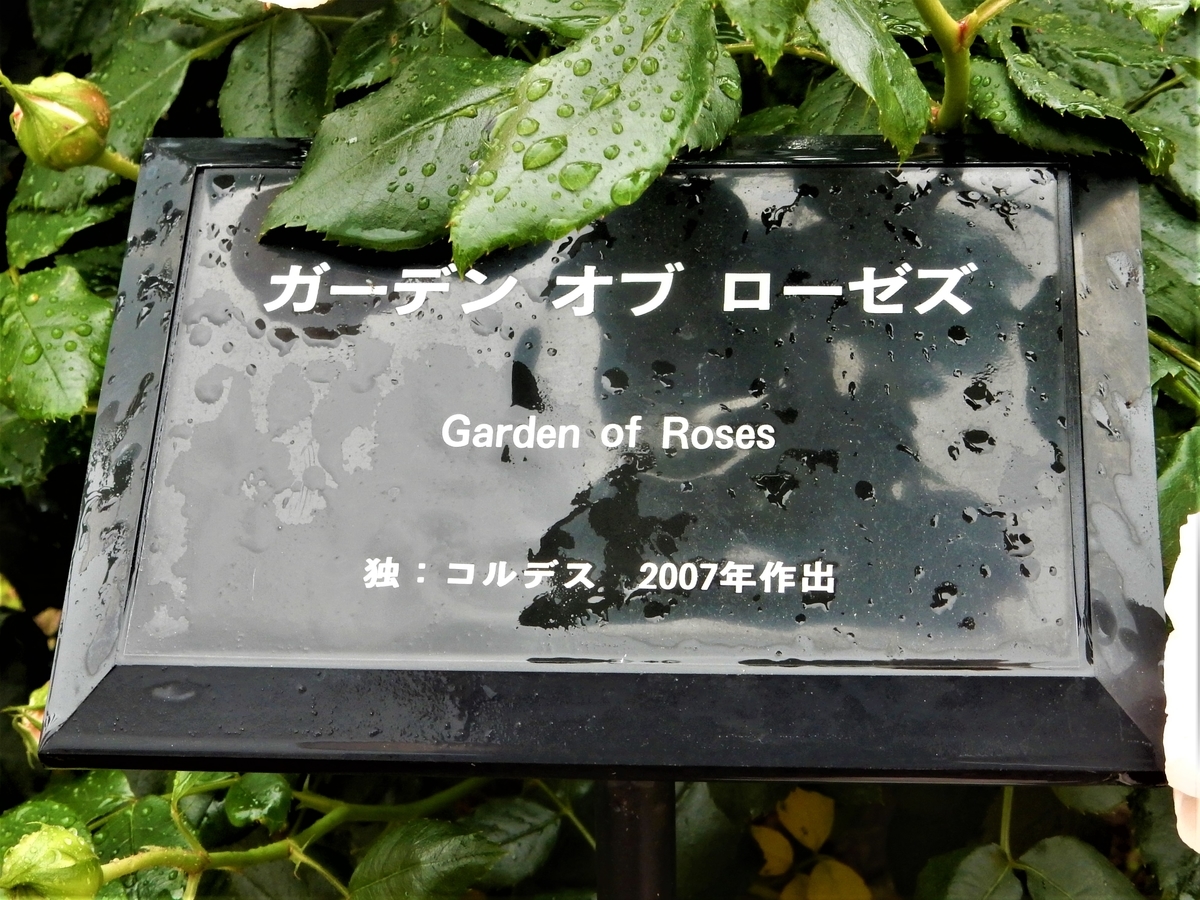 ガーデン オブ ローゼズ
Garden of Roses
独：コルデス　2007年作出